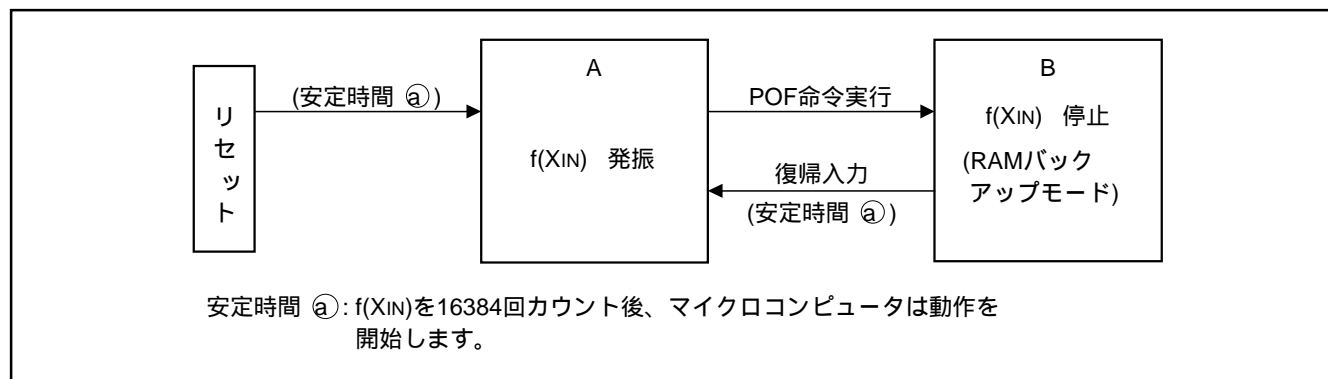 リセット
(安定時間 ⓐ)
A
f(XIN) 発振
POF命令実行
復帰入力
(安定時間 ⓐ)
B
f(XIN) 停止
(RAMバック
アップモード)
安定時間 ⓐ: f(XIN)を16384回カウント後、マイクロコンピュータは動作を
開始します。